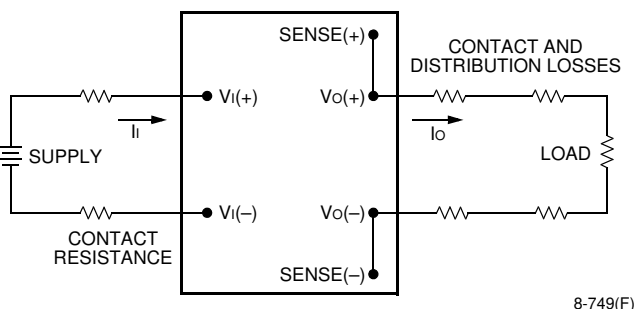 SENSE(+)
CONTACT AND
DISTRIBUTION LOSSES
VI(+)
VO(+)
II
IO
SUPPLY
LOAD
VI(–)
VO(–)
CONTACT
RESISTANCE
SENSE(–)
8-749(F)